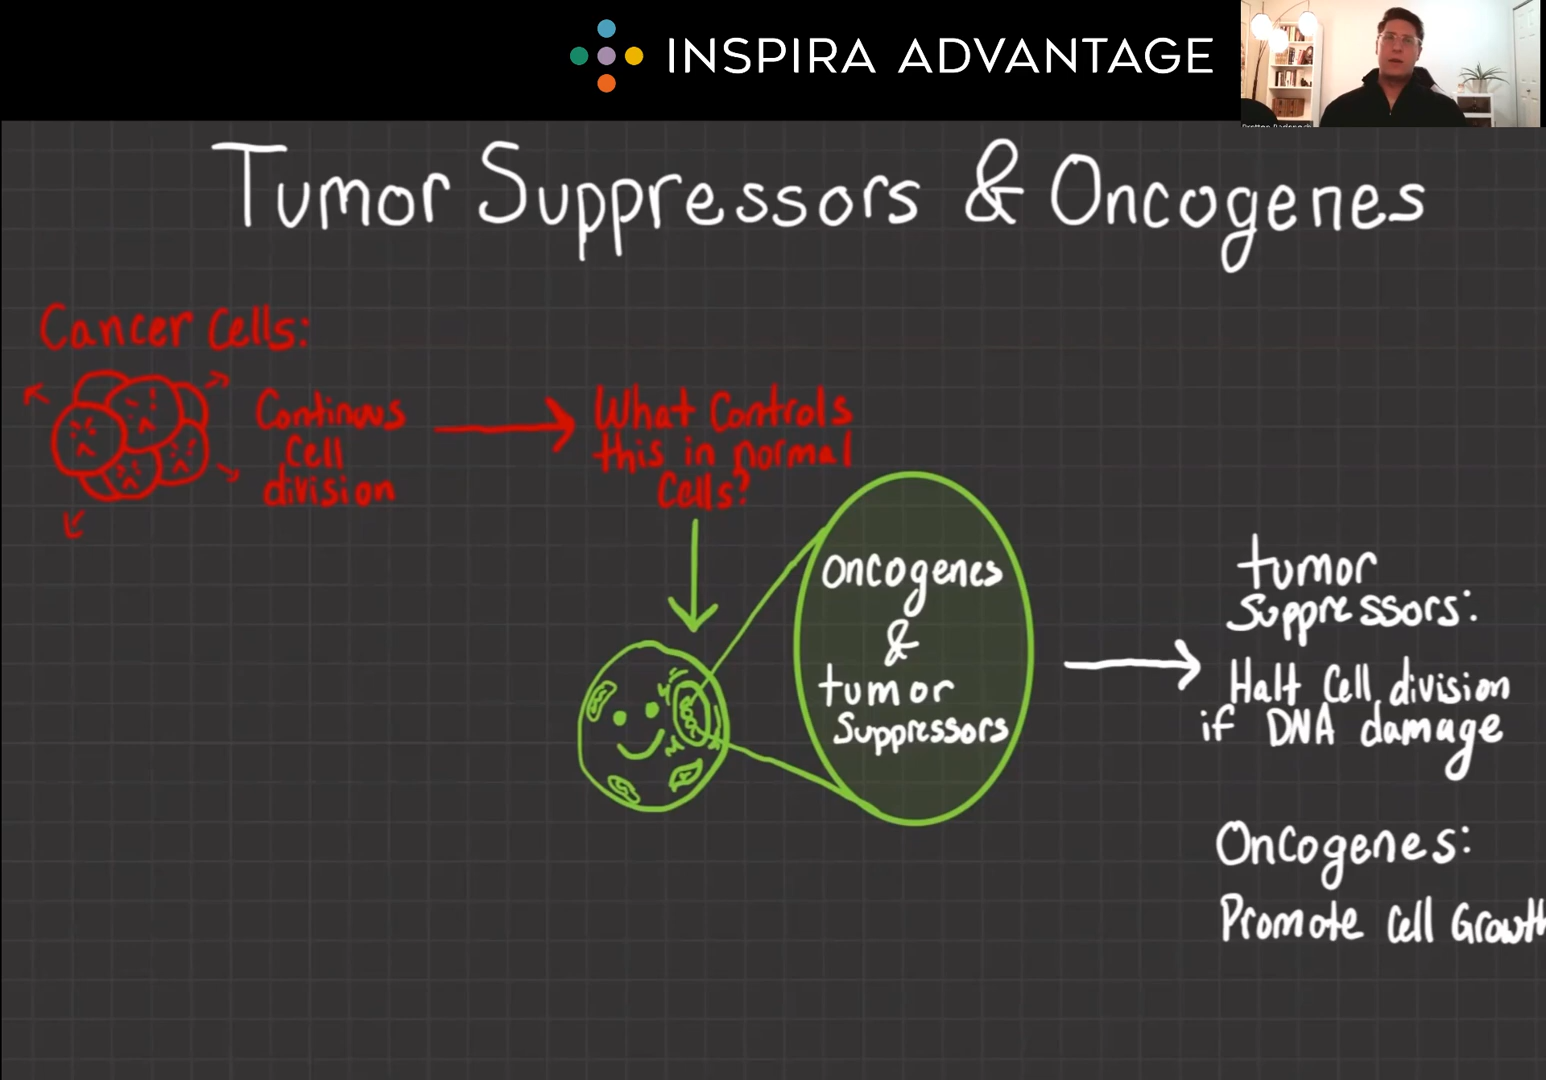 INSPIRA ADVANTAGE
Tumor Suppressors & Oncogenes
Cancer Cells:
Continous
Cell
division
What Controls
this in normal
Cells?
Oncogenes
&
tumor
Suppressors
tumor
Suppressors:
Halt Cell division
if DNA damage
Oncogenes:
Promote Cell Growth